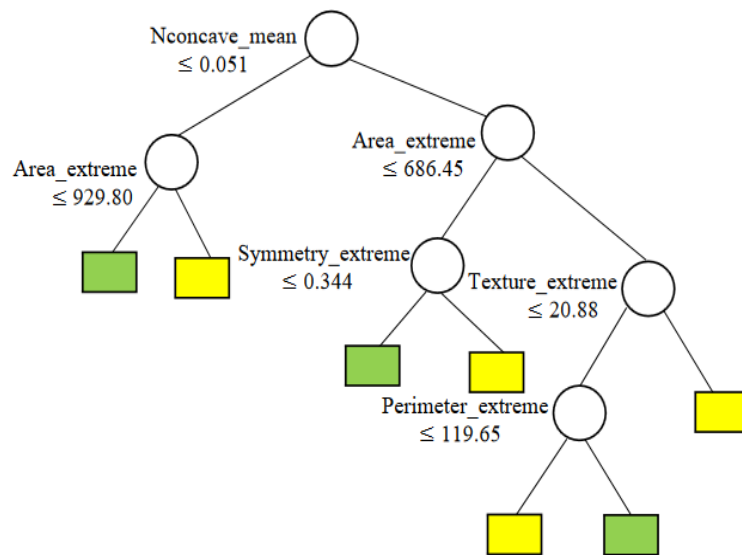 Nconcave_mean
≤ 0.051
Area_extreme
≤ 686.45
Area_extreme
≤ 929.80
Symmetry_extreme
≤ 0.344
Texture_extreme
≤ 20.88
Perimeter_extreme
≤ 119.65